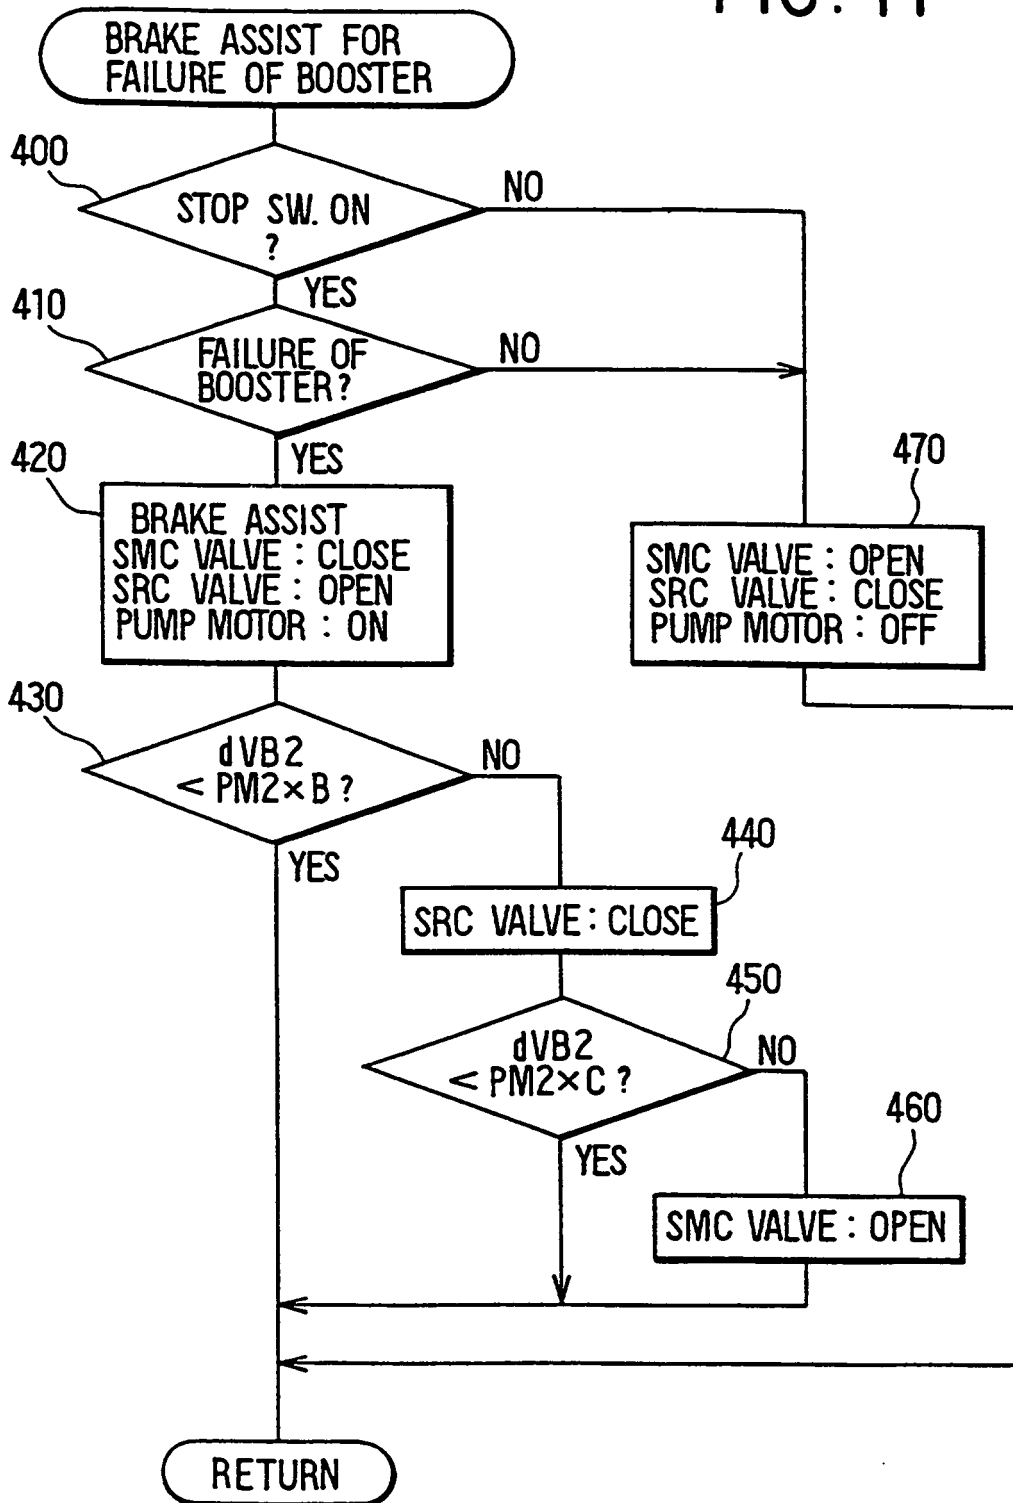 FIG. 11
BRAKE ASSIST FOR
FAILURE OF BOOSTER
400
STOP SW. ON
?
NO
YES
410
FAILURE OF
BOOSTER?
NO
YES
420
BRAKE ASSIST
SMC VALVE : CLOSE
SRC VALVE : OPEN
PUMP MOTOR : ON
470
SMC VALVE : OPEN
SRC VALVE : CLOSE
PUMP MOTOR : OFF
430
dVB2
< PM2×B ?
NO
YES
440
SRC VALVE : CLOSE
450
dVB2
< PM2×C ?
NO
YES
460
SMC VALVE : OPEN
RETURN